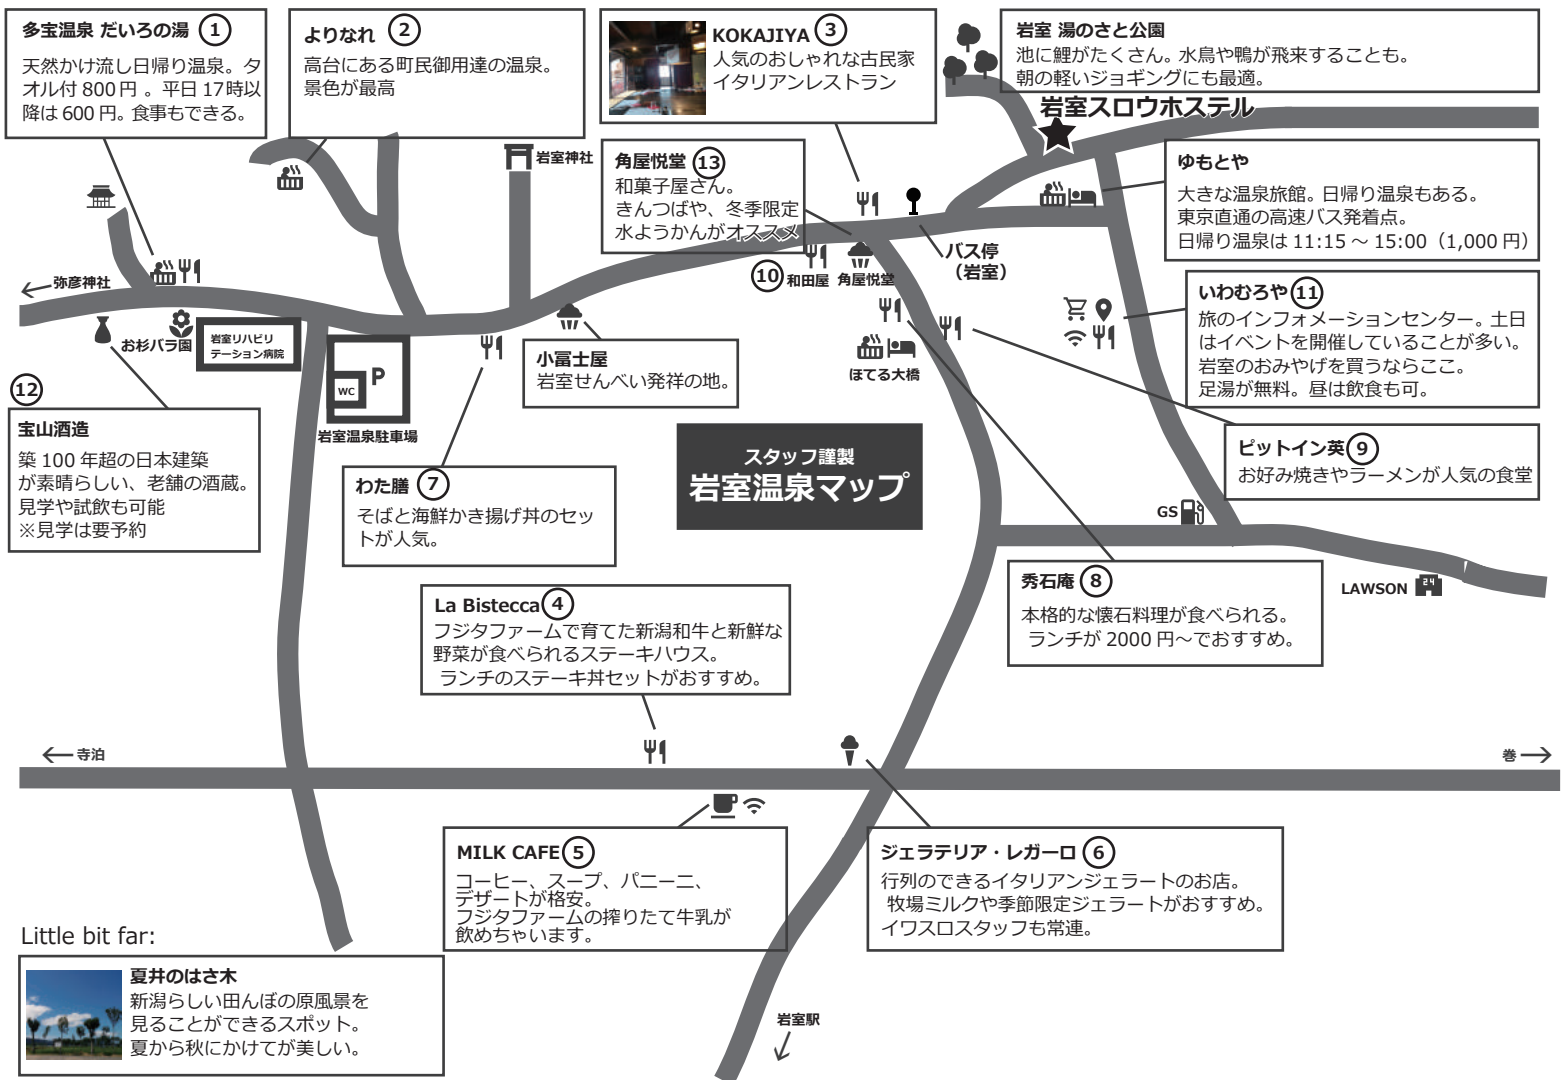 多宝温泉 だいろの湯 ①
天然かけ流し日帰り温泉。タ
オル付 800 円 。平日 17 時以
降は 600 円。食事もできる。
よりなれ ②
高台にある町民御用達の温泉。
景色が最高
KOKAJIYA ③
人気のおしゃれな古民家
イタリアンレストラン
岩室 湯のさと公園
池に鯉がたくさん。水鳥や鴨が飛来することも。
朝の軽いジョギングにも最適。
岩室スロウホステル
岩室神社
角屋悦堂 ⑬
和菓子屋さん。
きんつばや、冬季限定
水ようかんがオススメ
ゆもとや
大きな温泉旅館。日帰り温泉もある。
東京直通の高速バス発着点。
日帰り温泉は 11:15 ～ 15:00（1,000 円）
バス停
（岩室）
⑩ 和田屋
角屋悦堂
弥彦神社
お杉バラ園
岩室リハビリ
テーション病院
WC
P
岩室温泉駐車場
小冨士屋
岩室せんべい発祥の地。
ほてる大橋
いわむろや ⑪
旅のインフォメーションセンター。土日
はイベントを開催していることが多い。
岩室のおみやげを買うならここ。
足湯が無料。昼は飲食も可。
⑫
宝山酒造
築 100 年超の日本建築
が素晴らしい、老舗の酒蔵。
見学や試飲も可能
※見学は要予約
わた膳 ⑦
そばと海鮮かき揚げ丼のセッ
トが人気。
スタッフ謹製
岩室温泉マップ
ピットイン英 ⑨
お好み焼きやラーメンが人気の食堂
GS
LAWSON
24
秀石庵 ⑧
本格的な懐石料理が食べられる。
ランチが 2000 円～でおすすめ。
La Bistecca ④
フジタファームで育てた新潟和牛と新鮮な
野菜が食べられるステーキハウス。
ランチのステーキ丼セットがおすすめ。
寺泊
巻
MILK CAFE ⑤
コーヒー、スープ、パニーニ、
デザートが格安。
フジタファームの搾りたて牛乳が
飲めちゃいます。
ジェラテリア・レガーロ ⑥
行列のできるイタリアンジェラートのお店。
牧場ミルクや季節限定ジェラートがおすすめ。
イワスロスタッフも常連。
Little bit far:
夏井のはさ木
新潟らしい田んぼの原風景を
見ることができるスポット。
夏から秋にかけてが美しい。
岩室駅